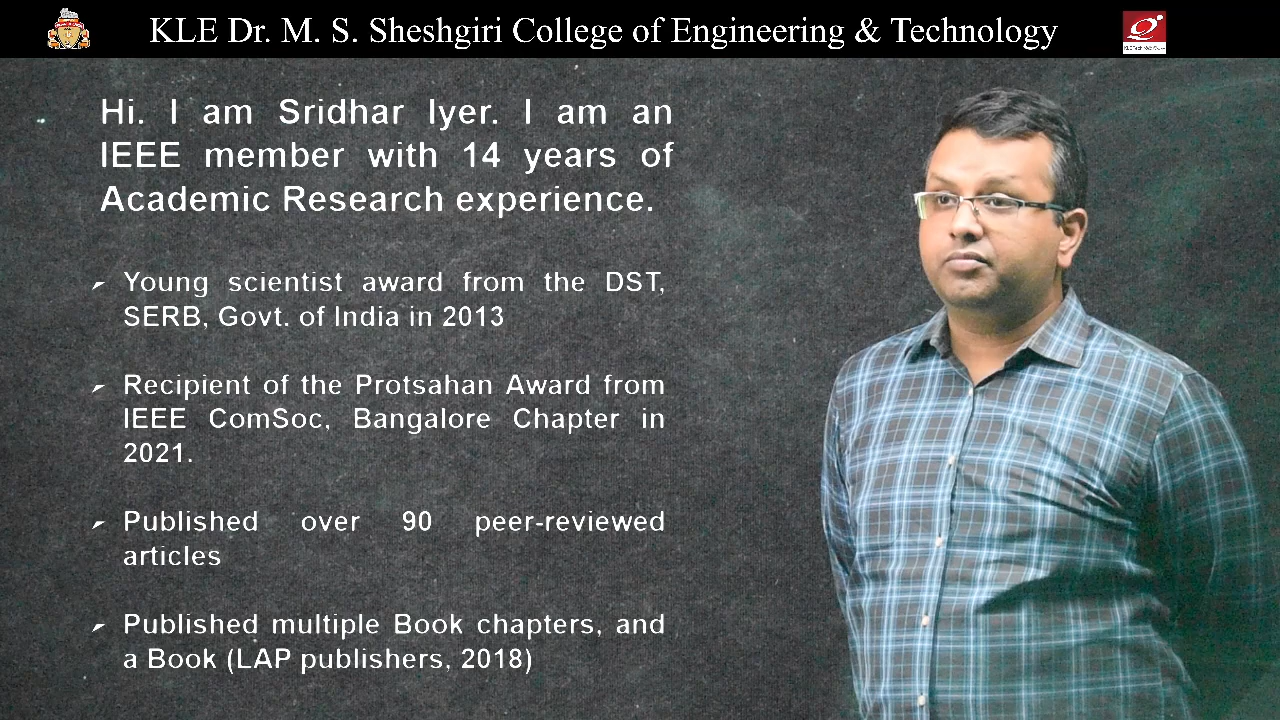 KLE Dr. M. S. Sheshgiri College of Engineering & Technology
Hi. I am Sridhar Iyer. I am an
IEEE member with 14 years of
Academic Research experience.
Young scientist award from the DST,
SERB, Govt. of India in 2013
Recipient of the Protsahan Award from
IEEE ComSoc, Bangalore Chapter in
2021.
Published over 90 peer-reviewed
articles
Published multiple Book chapters, and
a Book (LAP publishers, 2018)